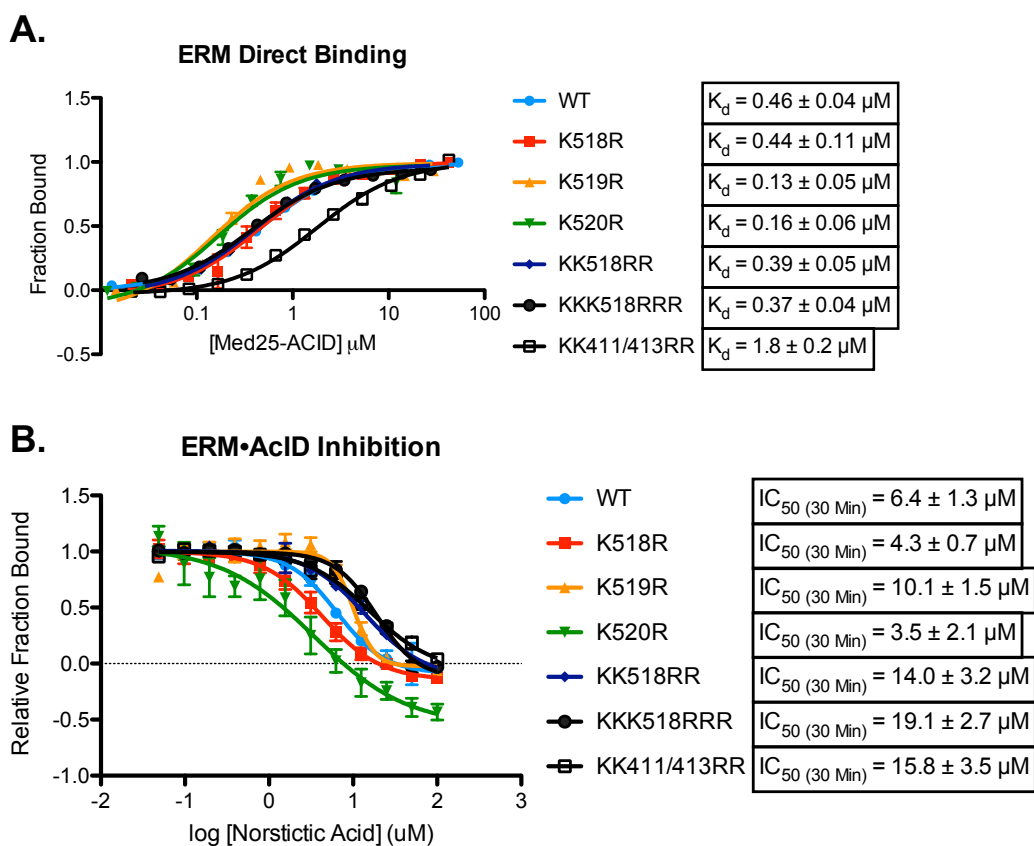 A.
ERM Direct Binding
Fraction Bound
1.5
1.0
0.5
0.0
-0.5
0.1
1
10
100
[Med25-ACID] μM
WT
K_d = 0.46 ± 0.04 μM
K518R
K_d = 0.44 ± 0.11 μM
K519R
K_d = 0.13 ± 0.05 μM
K520R
K_d = 0.16 ± 0.06 μM
KK518RR
K_d = 0.39 ± 0.05 μM
KKK518RRR
K_d = 0.37 ± 0.04 μM
KK411/413RR
K_d = 1.8 ± 0.2 μM
B.
ERM•AcID Inhibition
Relative Fraction Bound
1.5
1.0
0.5
0.0
-0.5
-1.0
-2
-1
0
1
2
3
log [Norstictic Acid] (uM)
WT
IC50 (30 Min) = 6.4 ± 1.3 μM
K518R
IC50 (30 Min) = 4.3 ± 0.7 μM
K519R
IC50 (30 Min) = 10.1 ± 1.5 μM
K520R
IC50 (30 Min) = 3.5 ± 2.1 μM
KK518RR
IC50 (30 Min) = 14.0 ± 3.2 μM
KKK518RRR
IC50 (30 Min) = 19.1 ± 2.7 μM
KK411/413RR
IC50 (30 Min) = 15.8 ± 3.5 μM